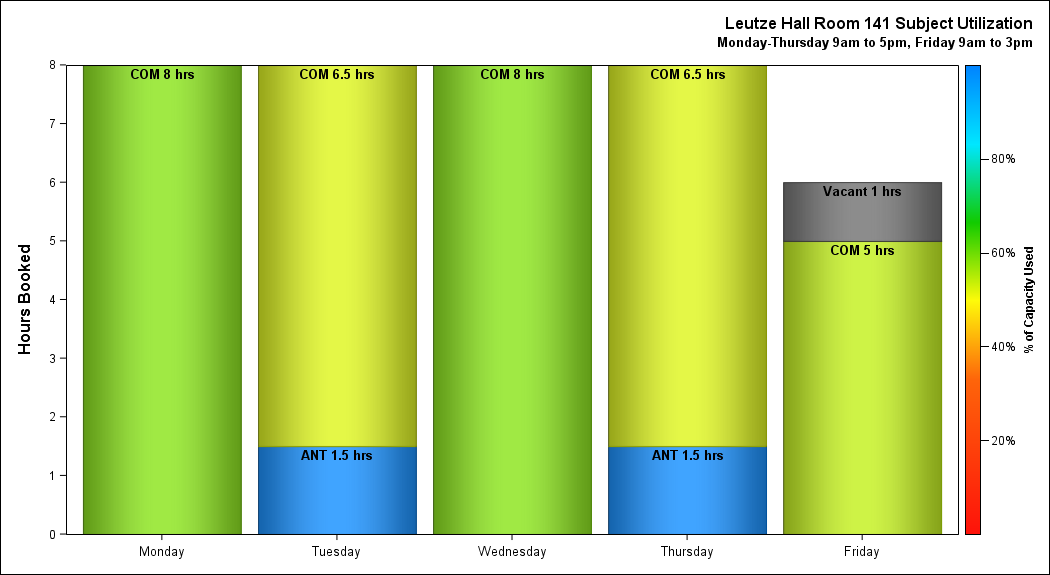 Leutze Hall Room 141 Subject Utilization
Monday-Thursday 9am to 5pm, Friday 9am to 3pm
Hours Booked
8
7
6
5
4
3
2
1
0
COM 8 hrs
COM 6.5 hrs
COM 8 hrs
COM 6.5 hrs
Vacant 1 hrs
COM 5 hrs
ANT 1.5 hrs
ANT 1.5 hrs
Monday
Tuesday
Wednesday
Thursday
Friday
80%
60%
40%
20%
% of Capacity Used